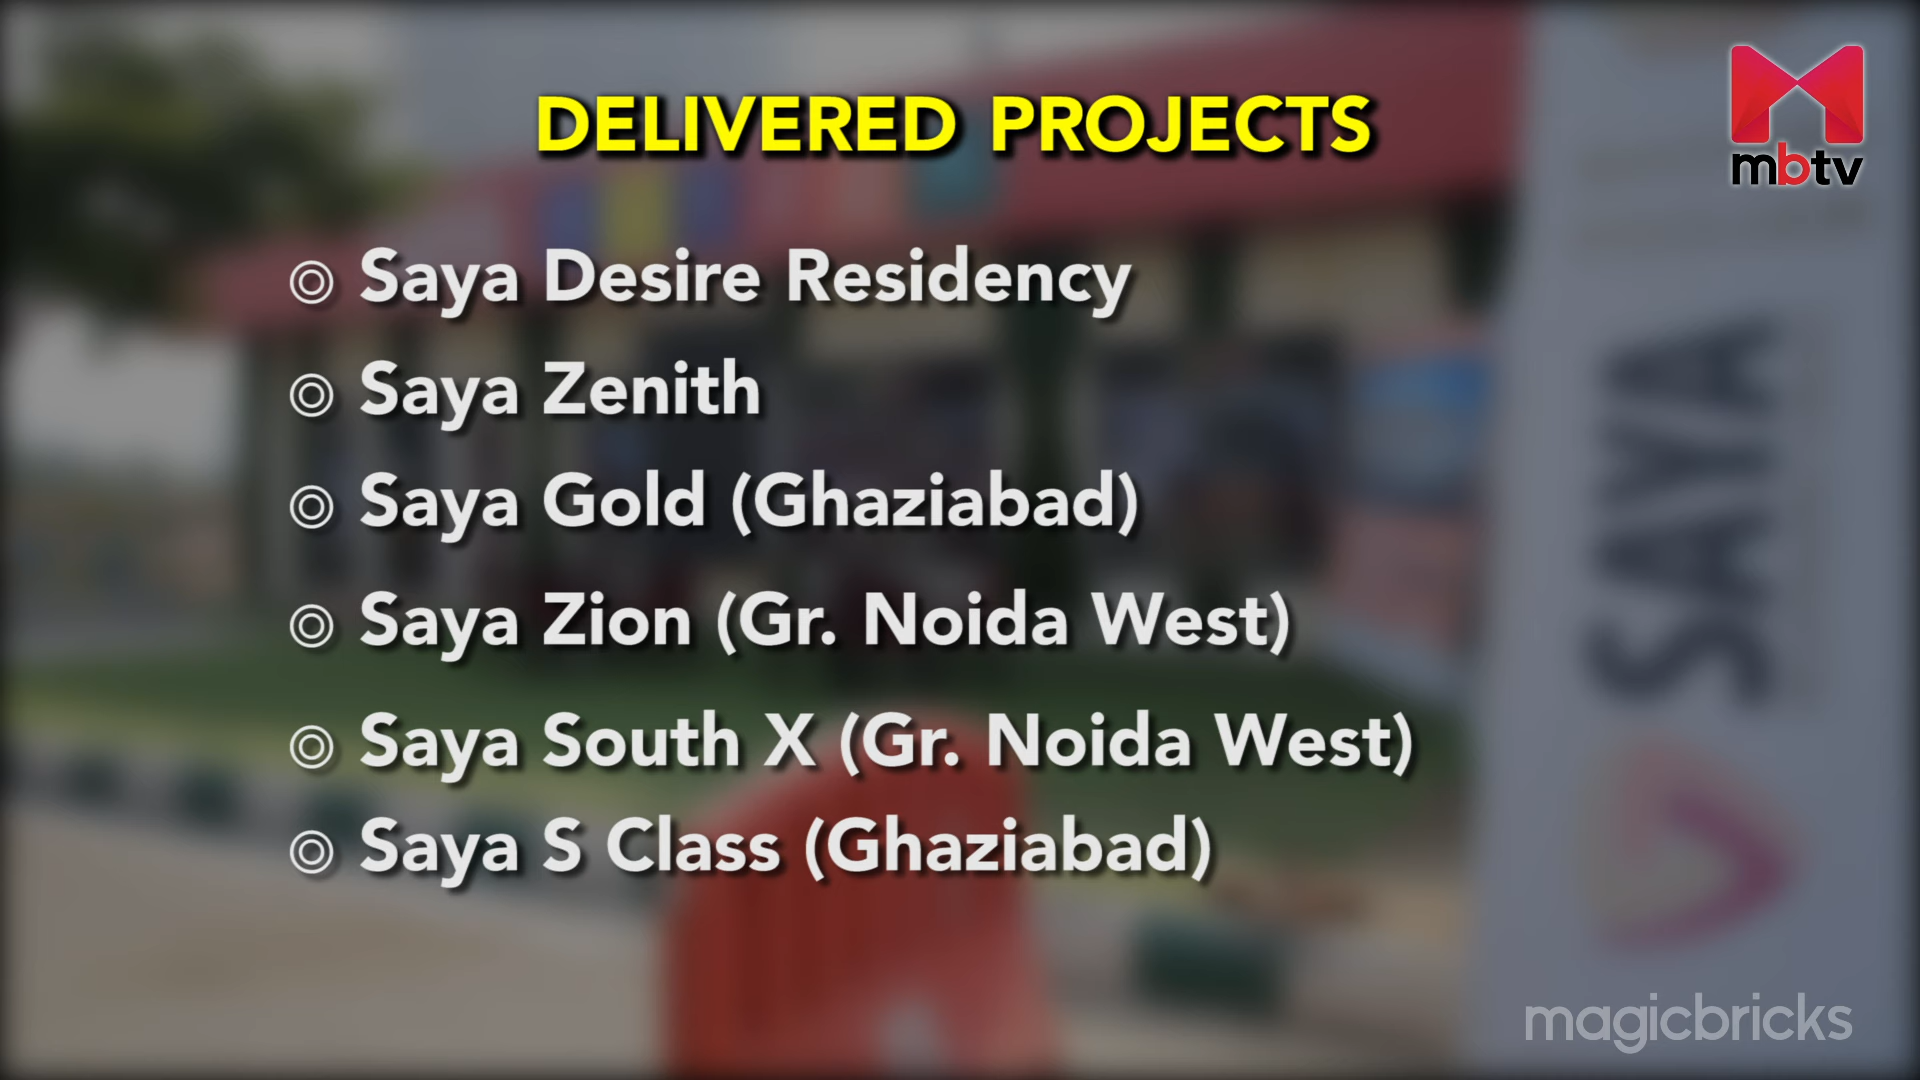 DELIVERED PROJECTS
mbtv
◎ Saya Desire Residency
◎ Saya Zenith
◎ Saya Gold (Ghaziabad)
◎ Saya Zion (Gr. Noida West)
◎ Saya South X (Gr. Noida West)
◎ Saya S Class (Ghaziabad)
SAYA
magicbricks